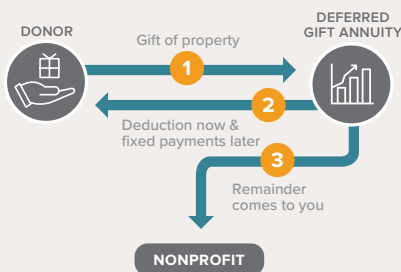 DONOR
DEFERRED
GIFT ANNUITY
Gift of property
1
2
Deduction now &
fixed payments later
3
Remainder
comes to you
NONPROFIT